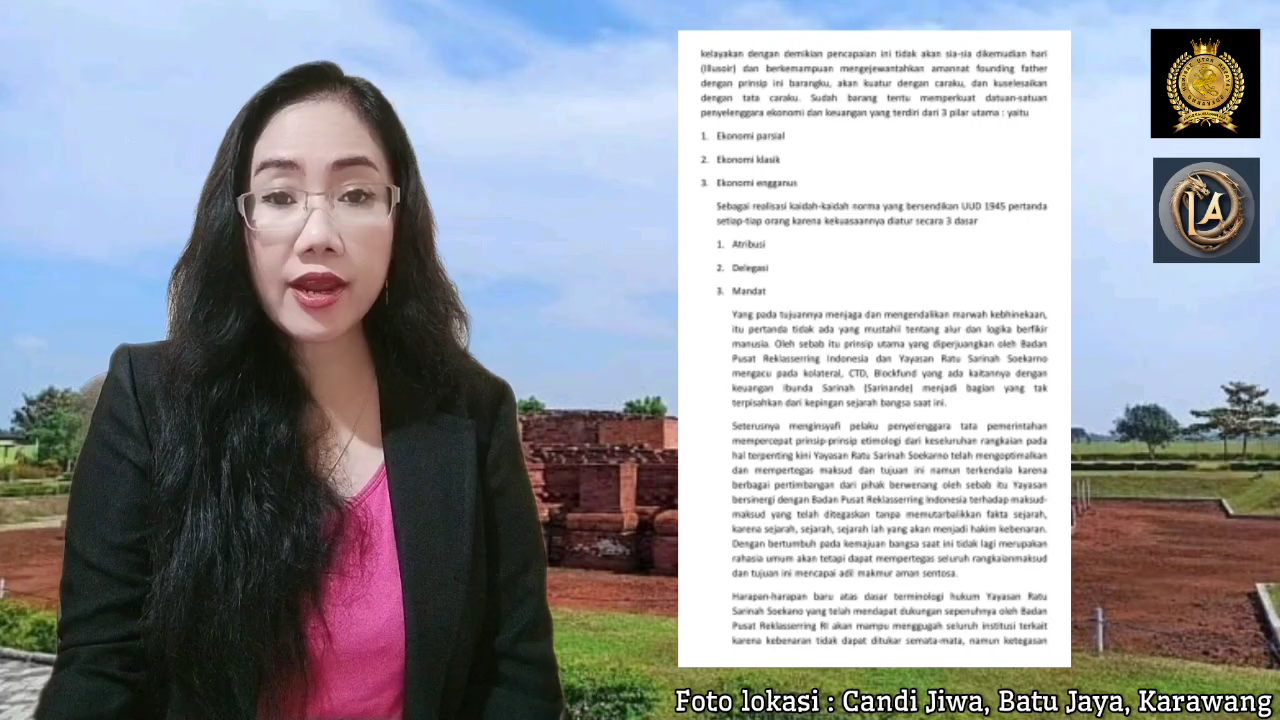 kelayakan dengan demikian pencapaian ini tidak akan sia-sia dikemudian hari
(Illusoir) dan berkemampuan mengejewantahkan amannat founding father
dengan prinsip ini barangku, akan kuatur dengan caraku, dan kuselesaikan
dengan tata caraku. Sudah barang tentu memperkuat datuan-satuan
penyelenggara ekonomi dan keuangan yang terdiri dari 3 pilar utama : yaitu
1. Ekonomi parsial
2. Ekonomi klasik
3. Ekonomi engganus
Sebagai realisasi kaidah-kaidah norma yang bersendikan UUD 1945 pertanda
setiap-tiap orang karena kekuasaannya diatur secara 3 dasar
1. Atribusi
2. Delegasi
3. Mandat
Yang pada tujuannya menjaga dan mengendalikan marwah kebhinekaan,
itu pertanda tidak ada yang mustahil tentang alur dan logika berfikir
manusia. Oleh sebab itu prinsip utama yang diperjuangkan oleh Badan
Pusat Reklasserring Indonesia dan Yayasan Ratu Sarinah Soekarno
mengacu pada kolateral, CTD, Blockfund yang ada kaitannya dengan
keuangan Ibunda Sarinah (Sarinande) menjadi bagian yang tak
terpisahkan dari kepingan sejarah bangsa saat ini.
Seterusnya menginsyafi pelaku penyelenggara tata pemerintahan
mempercepat prinsip-prinsip etimologi dari keseluruhan rangkaian pada
hal terpenting kini Yayasan Ratu Sarinah Soekarno telah mengoptimalkan
dan mempertegas maksud dan tujuan ini namun terkendala karena
berbagai pertimbangan dari pihak berwenang oleh sebab itu Yayasan
bersinergi dengan Badan Pusat Reklasserring Indonesia terhadap maksud-
maksud yang telah ditegaskan tanpa memutarbalikkan fakta sejarah,
karena sejarah, sejarah, sejarah lah yang akan menjadi hakim kebenaran.
Dengan bertumbuh pada kemajuan bangsa saat ini tidak lagi merupakan
rahasia umum akan tetapi dapat mempertegas seluruh rangkaianmaksud
dan tujuan ini mencapai adil makmur aman sentosa.
Harapan-harapan baru atas dasar terminologi hukum Yayasan Ratu
Sarinah Soekano yang telah mendapat dukungan sepenuhnya oleh Badan
Pusat Reklasserring RI akan mampu menggugah seluruh institusi terkait
karena kebenaran tidak dapat ditukar semata-mata, namun ketegasan
LA
Foto lokasi : Candi Jiwa, Batu Jaya, Karawang